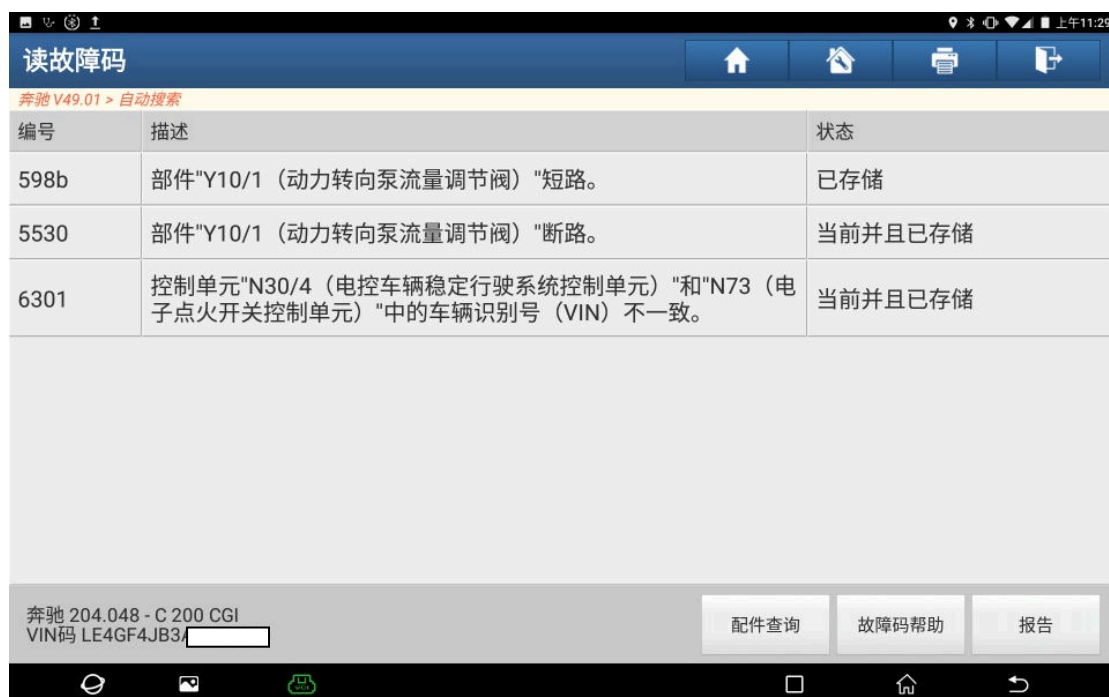 上午11:29
读故障码
奔驰 V49.01 > 自动搜索
编号 描述 状态
598b 部件"Y10/1（动力转向泵流量调节阀）"短路。 已存储
5530 部件"Y10/1（动力转向泵流量调节阀）"断路。 当前并且已存储
6301 控制单元"N30/4（电控车辆稳定行驶系统控制单元）"和"N73（电
子点火开关控制单元）"中的车辆识别号（VIN）不一致。 当前并且已存储
奔驰 204.048 - C 200 CGI
VIN码 LE4GF4JB3
配件查询 故障码帮助 报告
VCI